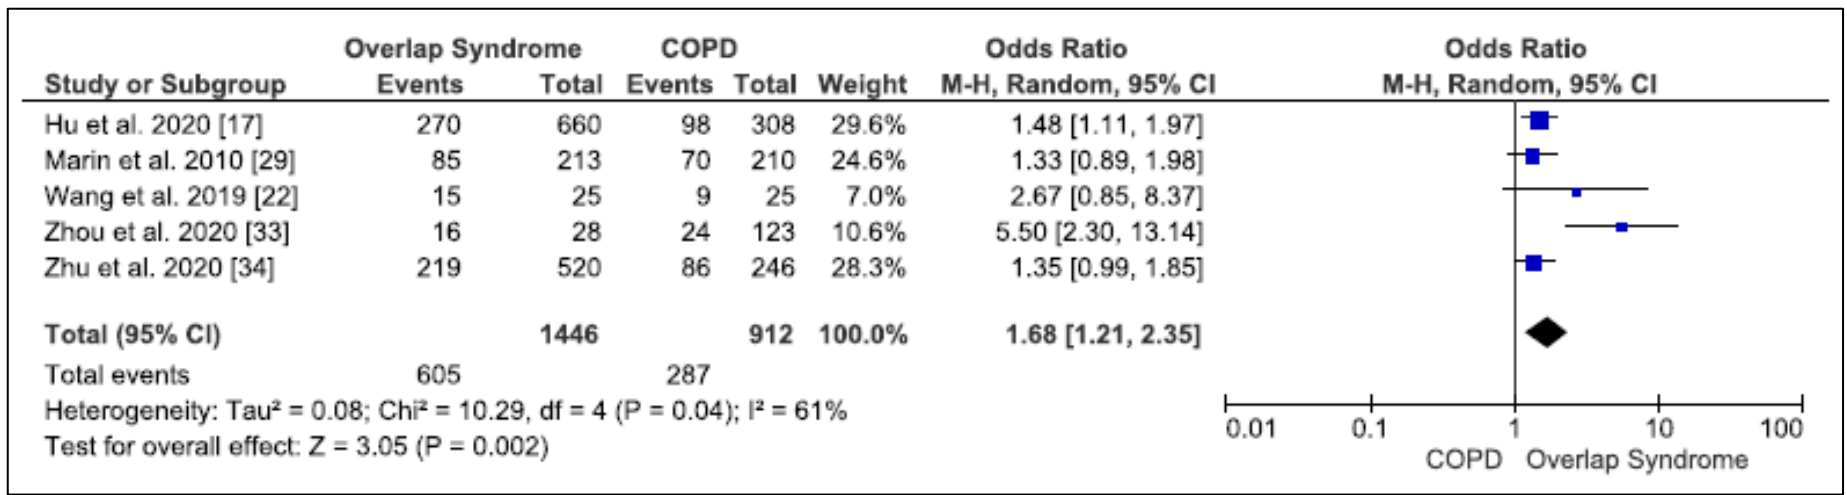 Overlap Syndrome COPD Odds Ratio Odds Ratio
Study or Subgroup Events Total Events Total Weight M-H, Random, 95% CI M-H, Random, 95% CI
Hu et al. 2020 [17] 270 660 98 308 29.6% 1.48 [1.11, 1.97]
Marin et al. 2010 [29] 85 213 70 210 24.6% 1.33 [0.89, 1.98]
Wang et al. 2019 [22] 15 25 9 25 7.0% 2.67 [0.85, 8.37]
Zhou et al. 2020 [33] 16 28 24 123 10.6% 5.50 [2.30, 13.14]
Zhu et al. 2020 [34] 219 520 86 246 28.3% 1.35 [0.99, 1.85]
Total (95% CI) 1446 912 100.0% 1.68 [1.21, 2.35]
Total events 605 287
Heterogeneity: Tau² = 0.08; Chi² = 10.29, df = 4 (P = 0.04); I² = 61%
Test for overall effect: Z = 3.05 (P = 0.002)
0.01 0.1 1 10 100
COPD Overlap Syndrome